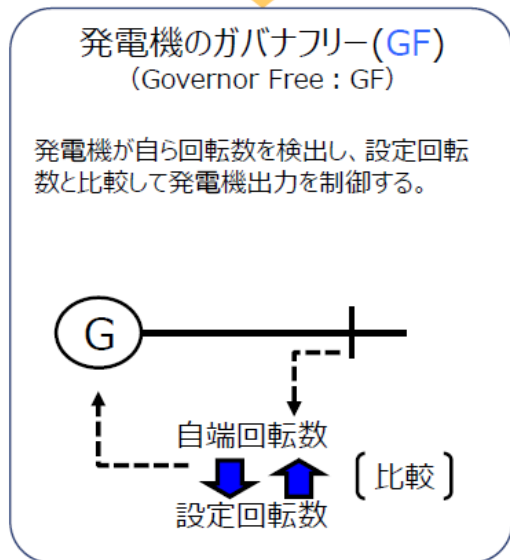 発電機のガバナフリー(GF)
（Governor Free：GF）
発電機が自ら回転数を検出し、設定回転
数と比較して発電機出力を制御する。
G
自端回転数
〔比較〕
設定回転数